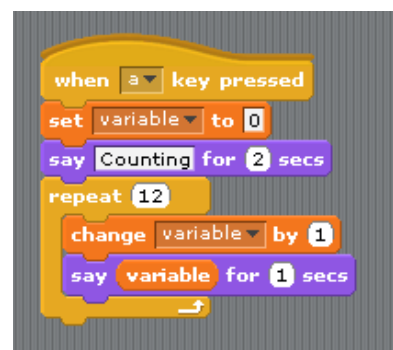 when a key pressed
set variable to 0
say Counting for 2 secs
repeat 12
change variable by 1
say variable for 1 secs